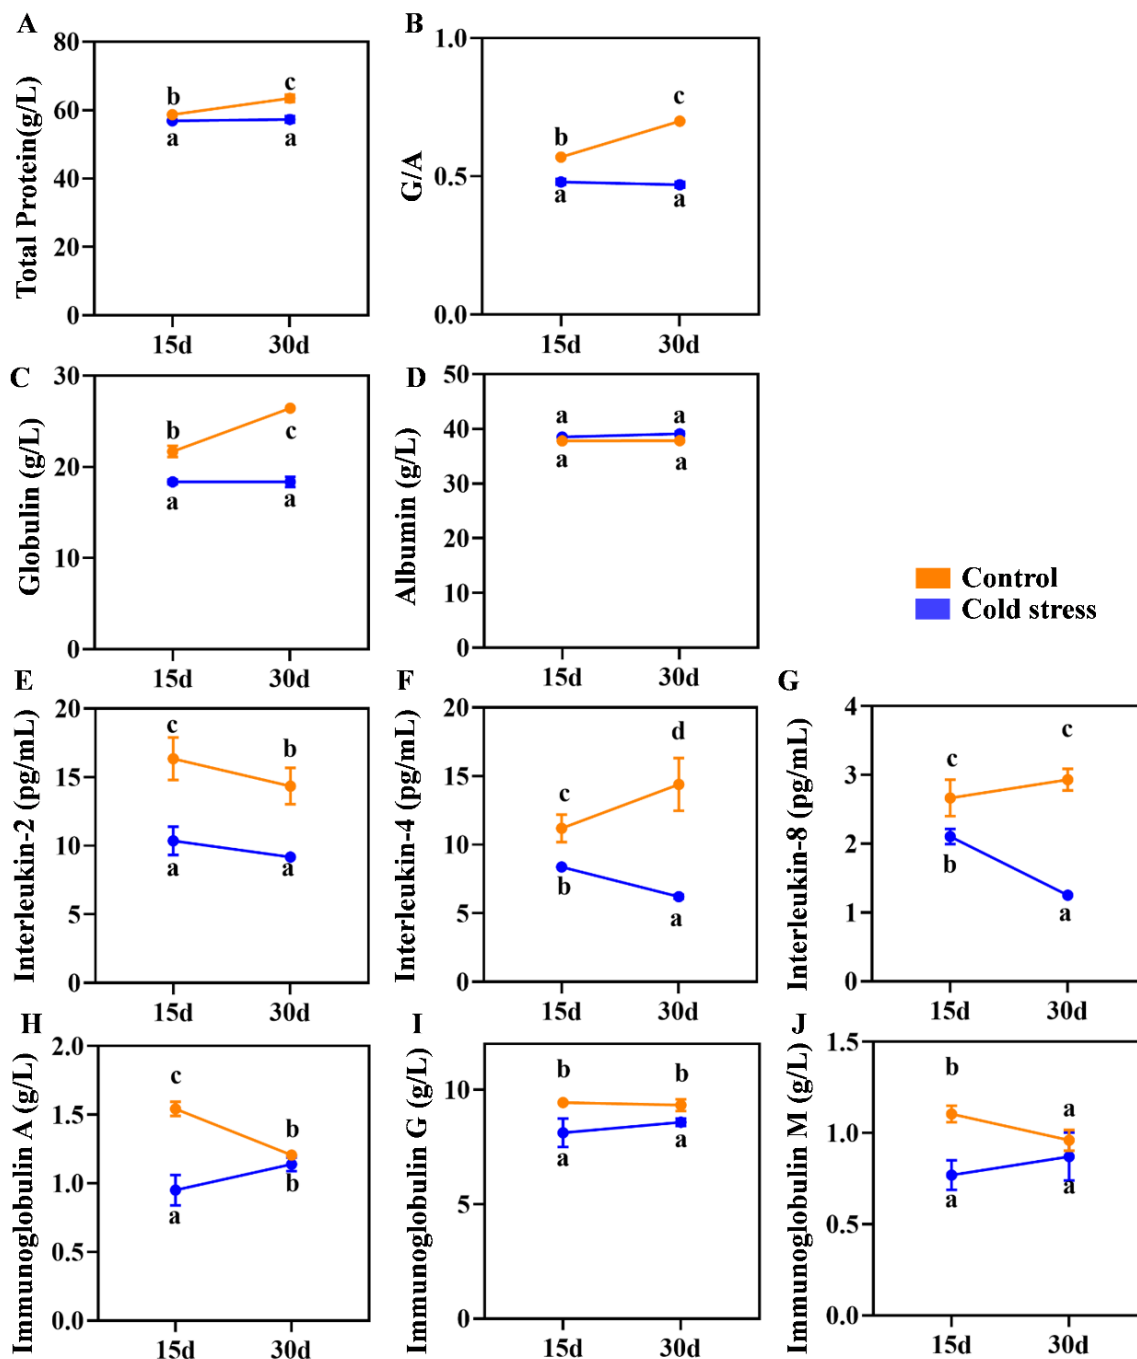 A
Total Protein(g/L)
80
60
40
20
0
b
c
a
a
15d
30d
B
G/A
1.0
0.5
0.0
b
c
a
a
15d
30d
C
Globulin (g/L)
30
20
10
0
b
c
a
a
15d
30d
D
Albumin (g/L)
50
40
30
20
10
0
a
a
a
a
15d
30d
Control
Cold stress
E
Interleukin-2 (pg/mL)
20
15
10
5
0
c
b
a
a
15d
30d
F
Interleukin-4 (pg/mL)
20
15
10
5
0
c
d
b
a
15d
30d
G
Interleukin-8 (pg/mL)
4
3
2
1
0
c
c
b
a
15d
30d
H
Immunoglobulin A (g/L)
2.0
1.5
1.0
0.5
0.0
c
b
a
b
15d
30d
I
Immunoglobulin G (g/L)
10
5
0
b
b
a
a
15d
30d
J
Immunoglobulin M (g/L)
1.5
1.0
0.5
0.0
b
a
a
a
15d
30d